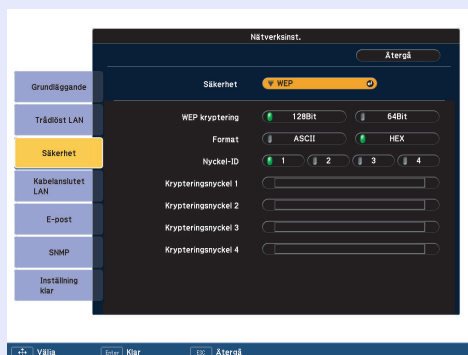 Nätverksinst.
Återgå
Grundläggande
Säkerhet WEP
Trådlöst LAN
WEP kryptering 128Bit 64Bit
Format ASCII HEX
Säkerhet
Nyckel-ID 1 2 3 4
Kabelanslutet
LAN
Krypteringsnyckel 1
Krypteringsnyckel 2
E-post
Krypteringsnyckel 3
Krypteringsnyckel 4
SNMP
Inställning
klar
Välja Enter Klar ESC Återgå